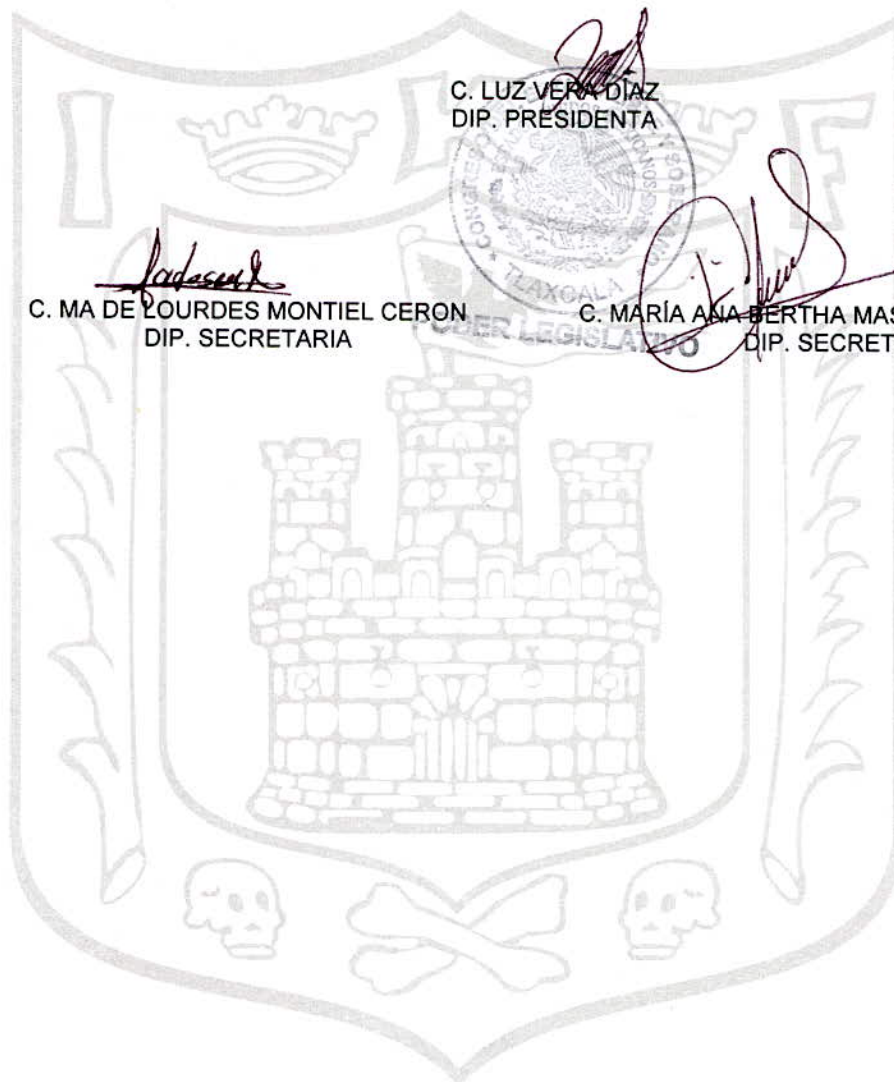 I I F
C. LUZ VERA DÍAZ
DIP. PRESIDENTA
CONGRESO
TLAXCALA
C. MA DE LOURDES MONTIEL CERON
DIP. SECRETARIA
C. MARÍA ANA BERTHA MAS
DIP. SECRET
PODER LEGISLATIVO